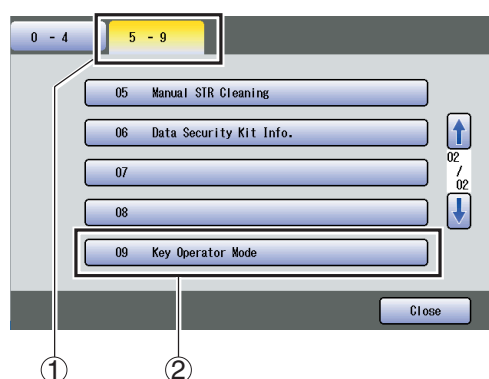 0 - 4
5 - 9
05 Manual STR Cleaning
06 Data Security Kit Info.
07
08
09 Key Operator Mode
02
/
02
Close
1
2